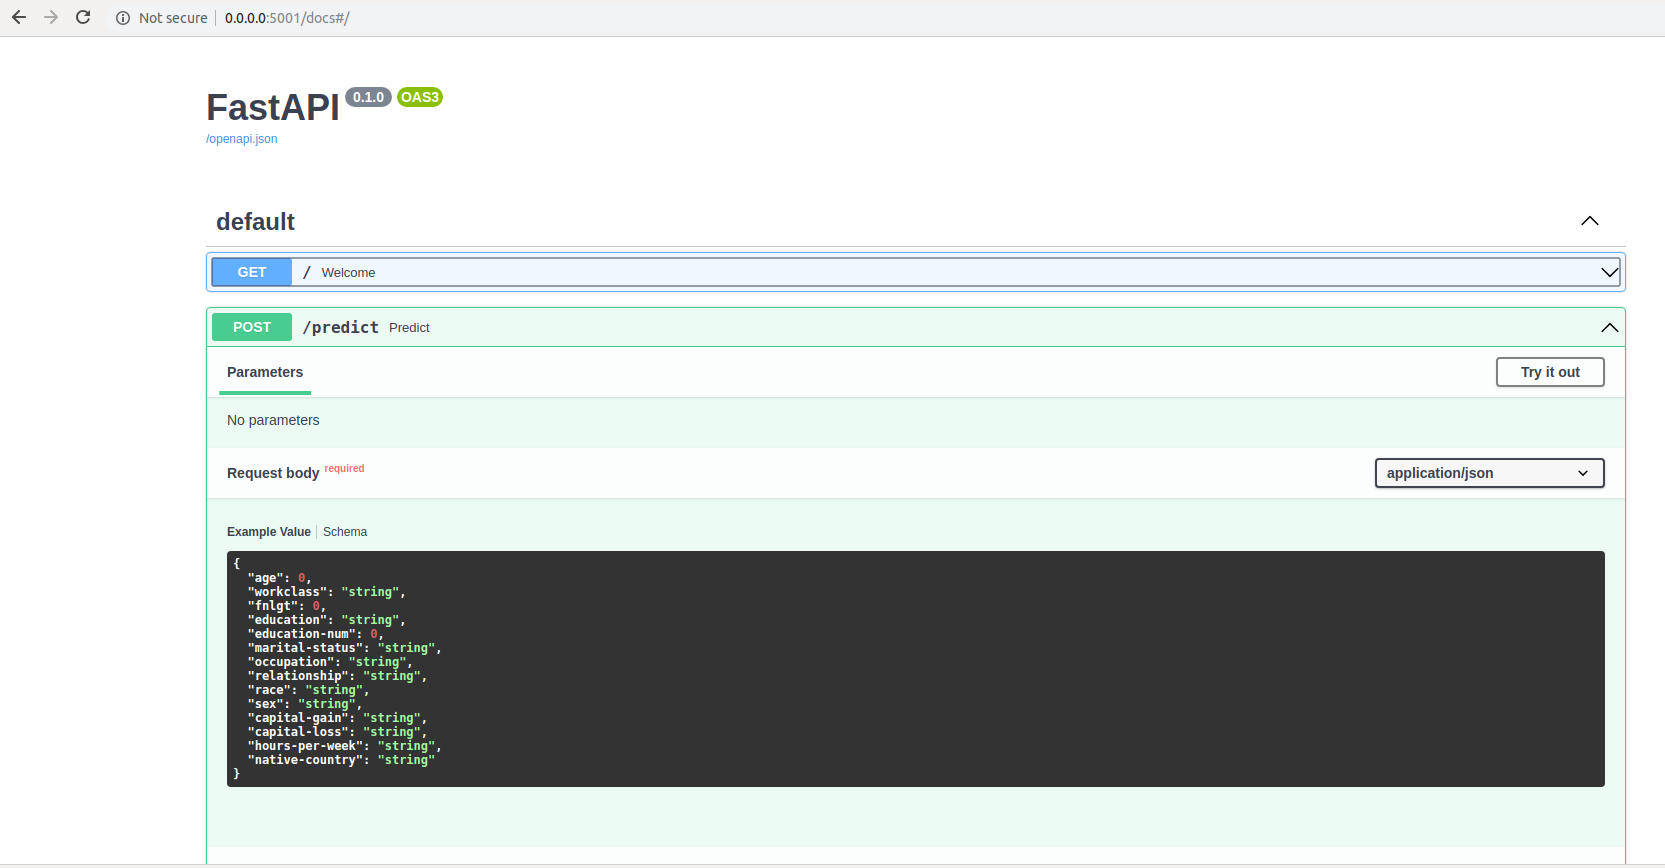 Not secure 0.0.0.0:5001/docs#/
FastAPI 0.1.0 OAS3
/openapi.json
default
GET / Welcome
POST /predict Predict
Parameters Try it out
No parameters
Request body required application/json
Example Value Schema
{
"age": 0,
"workclass": "string",
"fnlgt": 0,
"education": "string",
"education-num": 0,
"marital-status": "string",
"occupation": "string",
"relationship": "string",
"race": "string",
"sex": "string",
"capital-gain": "string",
"capital-loss": "string",
"hours-per-week": "string",
"native-country": "string"
}